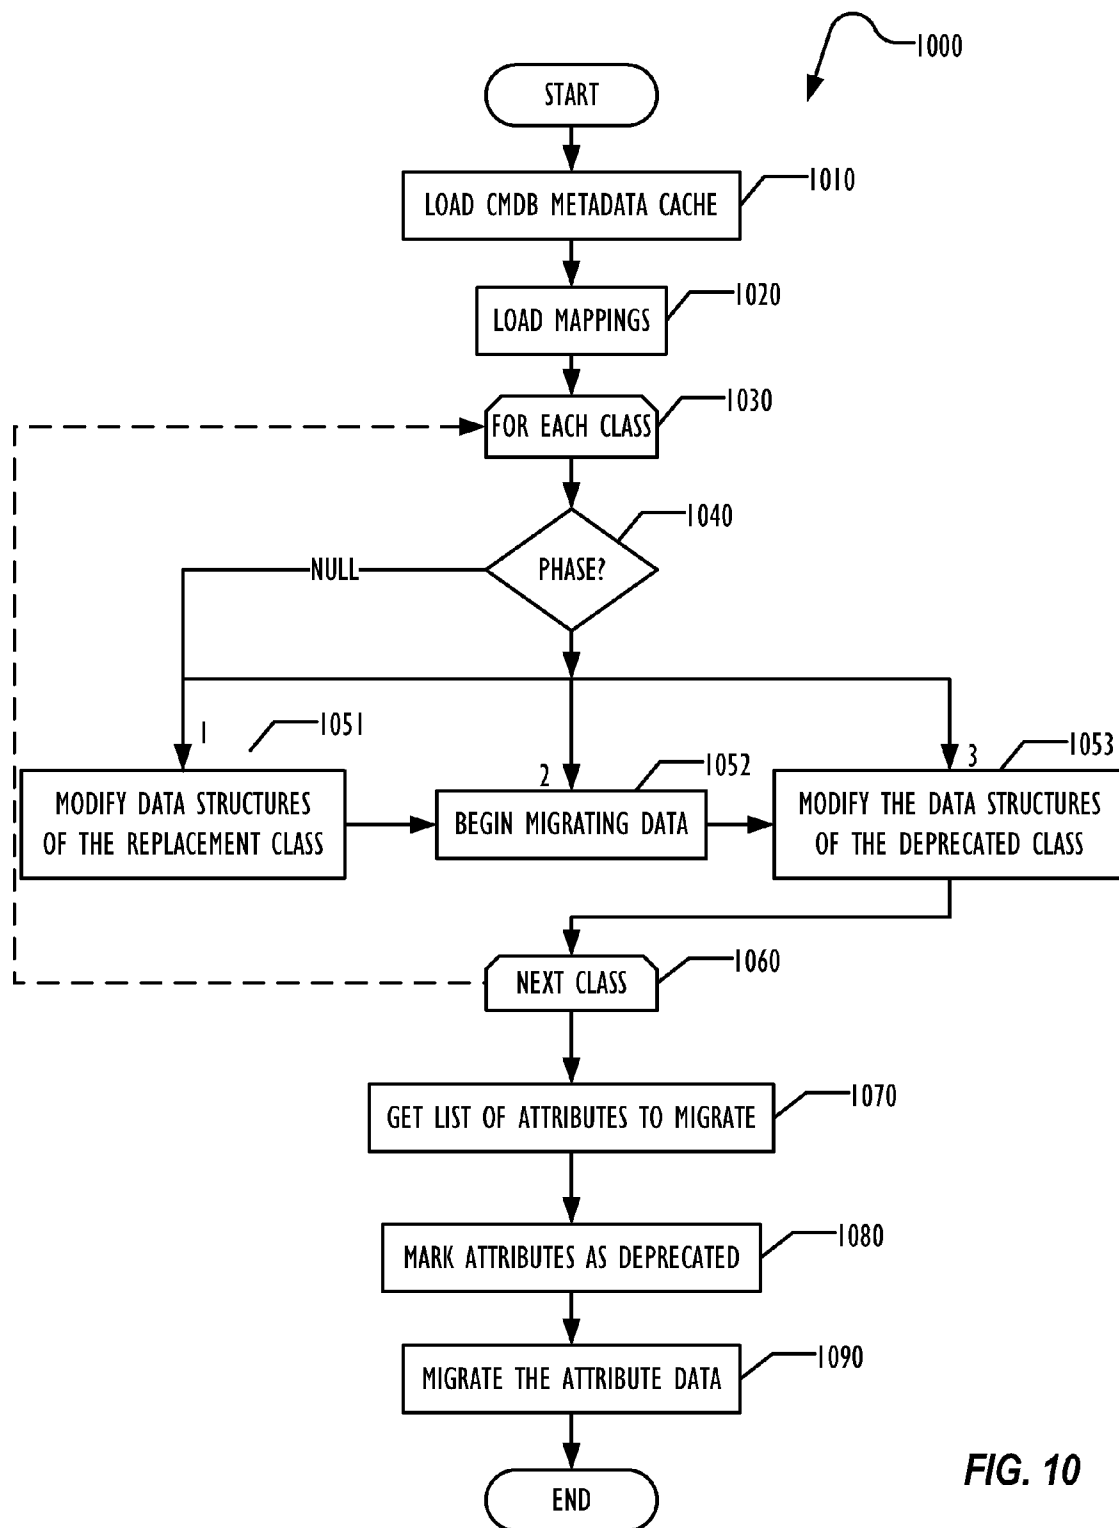 1000
START
LOAD CMDB METADATA CACHE
1010
LOAD MAPPINGS
1020
FOR EACH CLASS
1030
PHASE?
1040
NULL
1
1051
2
1052
3
1053
MODIFY DATA STRUCTURES
OF THE REPLACEMENT CLASS
BEGIN MIGRATING DATA
MODIFY THE DATA STRUCTURES
OF THE DEPRECATED CLASS
NEXT CLASS
1060
GET LIST OF ATTRIBUTES TO MIGRATE
1070
MARK ATTRIBUTES AS DEPRECATED
1080
MIGRATE THE ATTRIBUTE DATA
1090
END
FIG. 10